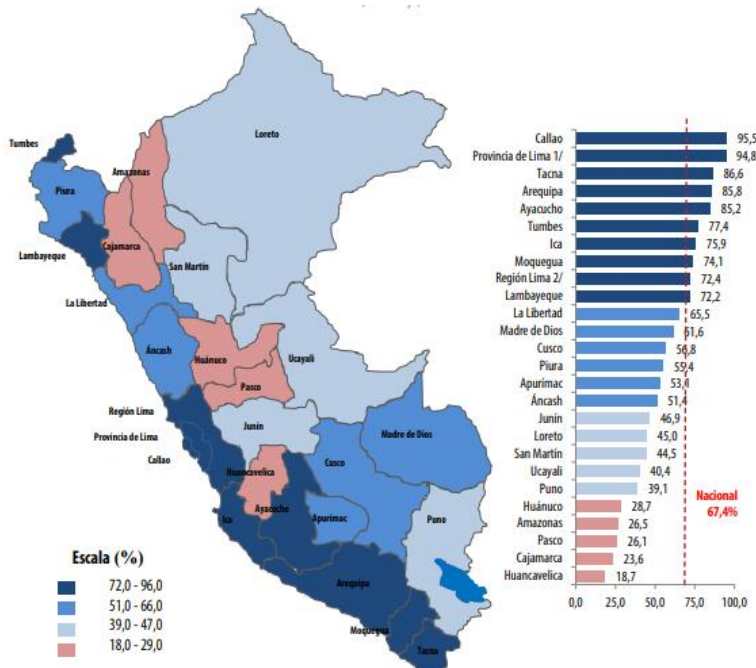 Loreto
Tumbes
Amazonas
Piura
Lambayeque
Cajamarca
San Martín
La Libertad
Áncash
Huánuco
Ucayali
Pasco
Región Lima
Junín
Provincia de Lima
Madre de Dios
Callao
Huancavelica
Cusco
Ica
Ayacucho
Apurímac
Puno
Arequipa
Moquegua
Tacna
Escala (%)
72,0 - 96,0
51,0 - 66,0
39,0 - 47,0
18,0 - 29,0
Callao 95,5
Provincia de Lima 1/ 94,8
Tacna 86,6
Arequipa 85,8
Ayacucho 85,2
Tumbes 77,4
Ica 75,9
Moquegua 74,1
Región Lima 2/ 72,4
Lambayeque 72,2
La Libertad 65,5
Madre de Dios 61,6
Cusco 56,8
Piura 55,4
Apurímac 53,1
Áncash 51,4
Junín 46,9
Loreto 45,0
San Martín 44,5
Ucayali 40,4
Puno 39,1
Huánuco 28,7
Amazonas 26,5
Pasco 26,1
Cajamarca 23,6
Huancavelica 18,7
Nacional
67,4%
0,0 25,0 50,0 75,0 100,0